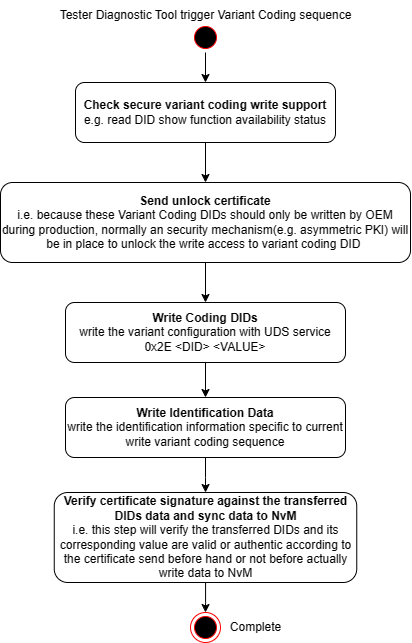 Tester Diagnostic Tool trigger Variant Coding sequence
Check secure variant coding write support
e.g. read DID show function availability status
Send unlock certificate
i.e. because these Variant Coding DIDs should only be written by OEM
during production, normally an security mechanism(e.g. asymmetric PKI) will
be in place to unlock the write access to variant coding DID
Write Coding DIDs
write the variant configuration with UDS service
0x2E <DID> <VALUE>
Write Identification Data
write the identification information specific to current
write variant coding sequence
Verify certificate signature against the transferred
DIDs data and sync data to NvM
i.e. this step will verify the transferred DIDs and its
corresponding value are valid or authentic according to
the certificate send before hand or not before actually
write data to NvM
Complete